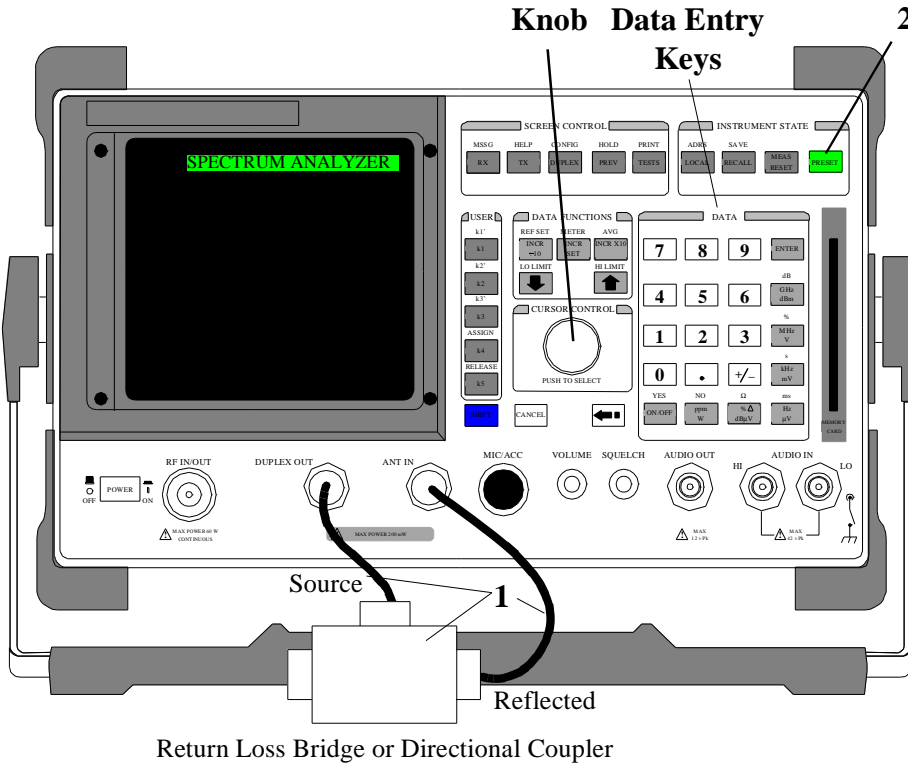 Knob Data Entry Keys
2
SPECTRUM ANALYZER
SCREEN CONTROL
MSSG HELP CONFIG HOLD PRINT
RX TX DUPLEX PREV TESTS
INSTRUMENT STATE
ADRS SAVE
LOCAL RECALL MEAS RESET PRESET
USER
k1'
k1
k2'
k2
k3'
k3
ASSIGN
k4
RELEASE
k5
DATA FUNCTIONS
REF SET METER AVG
INCR ÷10 INCR SET INCR X10
LO LIMIT HI LIMIT
CURSOR CONTROL
PUSH TO SELECT
DATA
7 8 9 ENTER
dB
4 5 6 GHz dBm
%
1 2 3 MHz V
s
0 . +/− kHz mV
YES NO Ω ms
ON/OFF ppm W %Δ dBµV Hz µV
MEMORY CARD
SHIFT CANCEL
RF IN/OUT
DUPLEX OUT
ANT IN
MIC/ACC
VOLUME SQUELCH
AUDIO OUT
AUDIO IN
HI LO
POWER
OFF ON
MAX POWER 60 W
CONTINUOUS
MAX POWER 200 mW
MAX
12 v Pk
MAX
42 v Pk
Source
1
Reflected
Return Loss Bridge or Directional Coupler